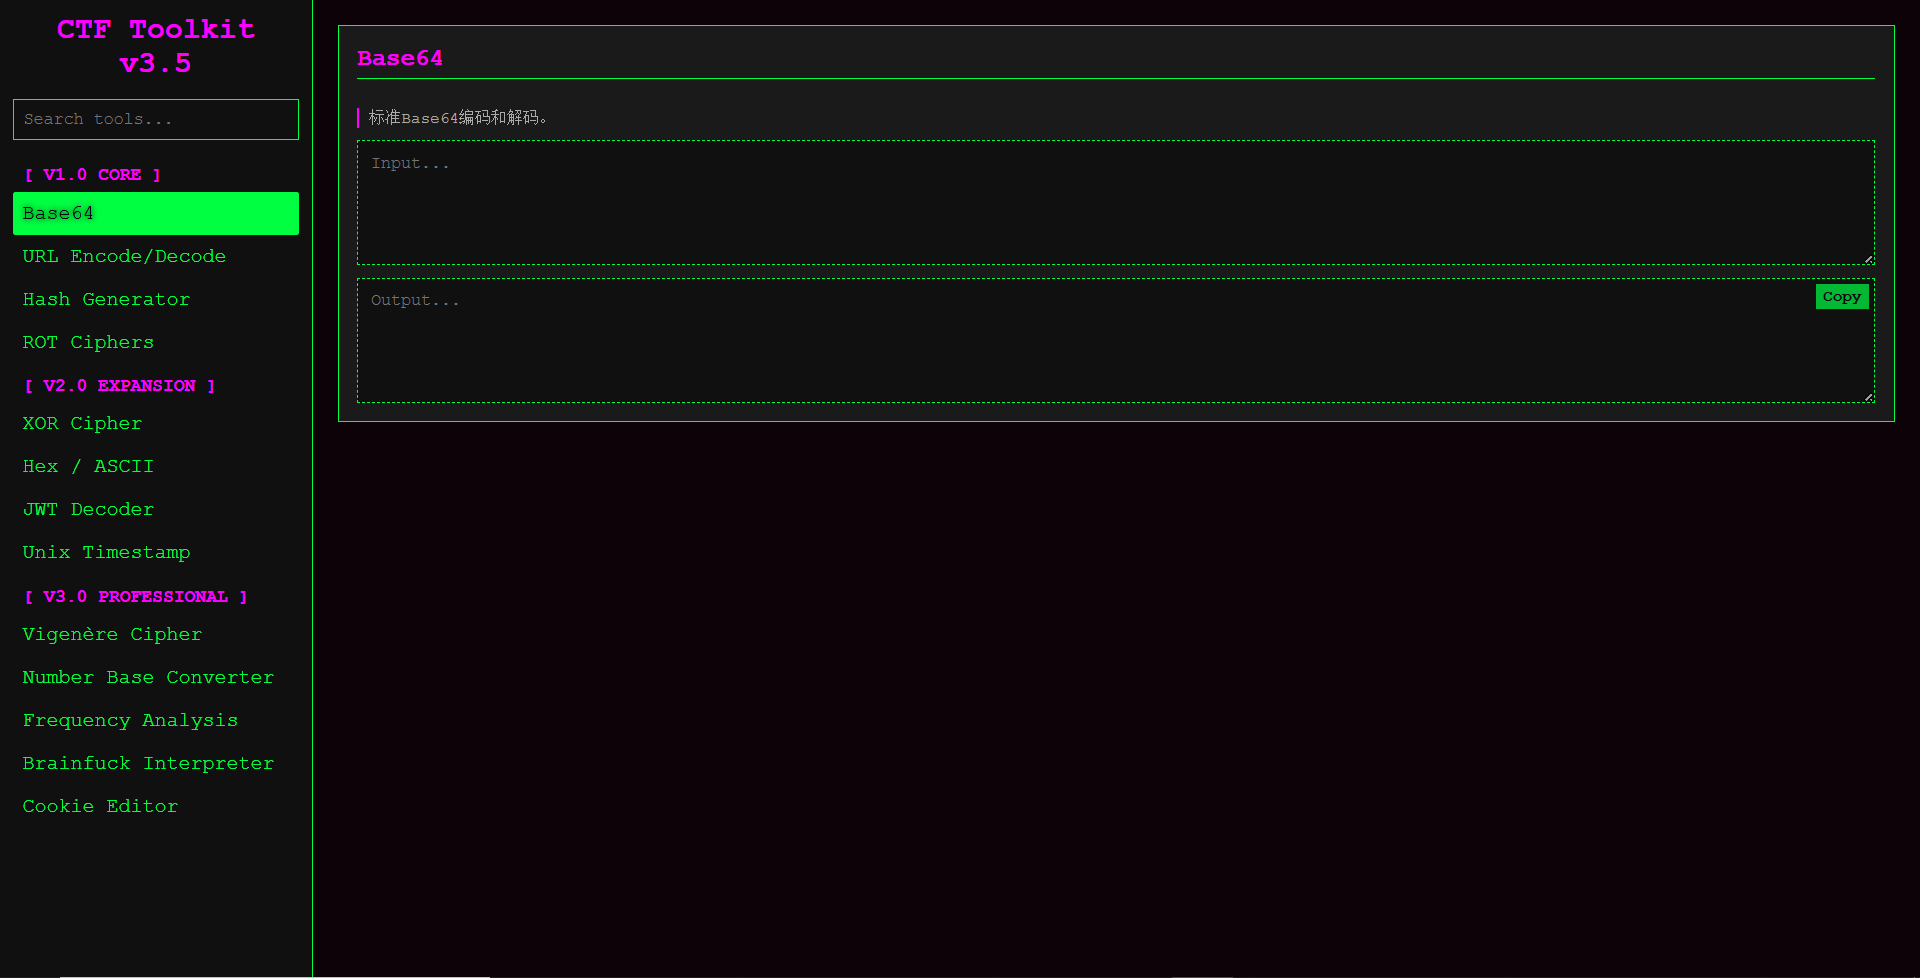 CTF Toolkit
v3.5
Search tools...
[ V1.0 CORE ]
Base64
URL Encode/Decode
Hash Generator
ROT Ciphers
[ V2.0 EXPANSION ]
XOR Cipher
Hex / ASCII
JWT Decoder
Unix Timestamp
[ V3.0 PROFESSIONAL ]
Vigenère Cipher
Number Base Converter
Frequency Analysis
Brainfuck Interpreter
Cookie Editor
Base64
标准Base64编码和解码。
Input...
Output...
Copy